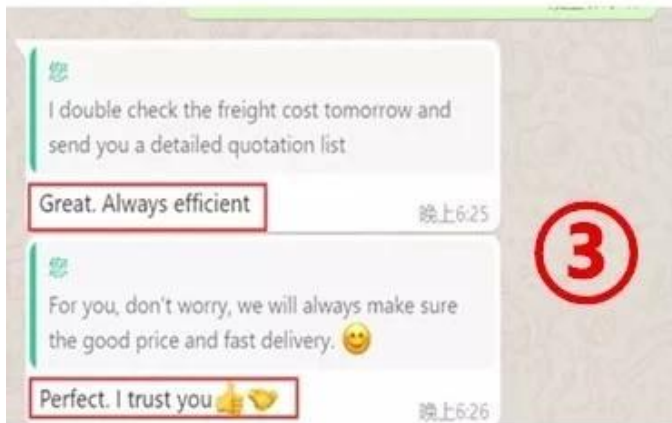 您
I double check the freight cost tomorrow and
send you a detailed quotation list
Great. Always efficient
晚上6:25
③
您
For you, don't worry, we will always make sure
the good price and fast delivery. 😊
Perfect. I trust you👍🤝
晚上6:26